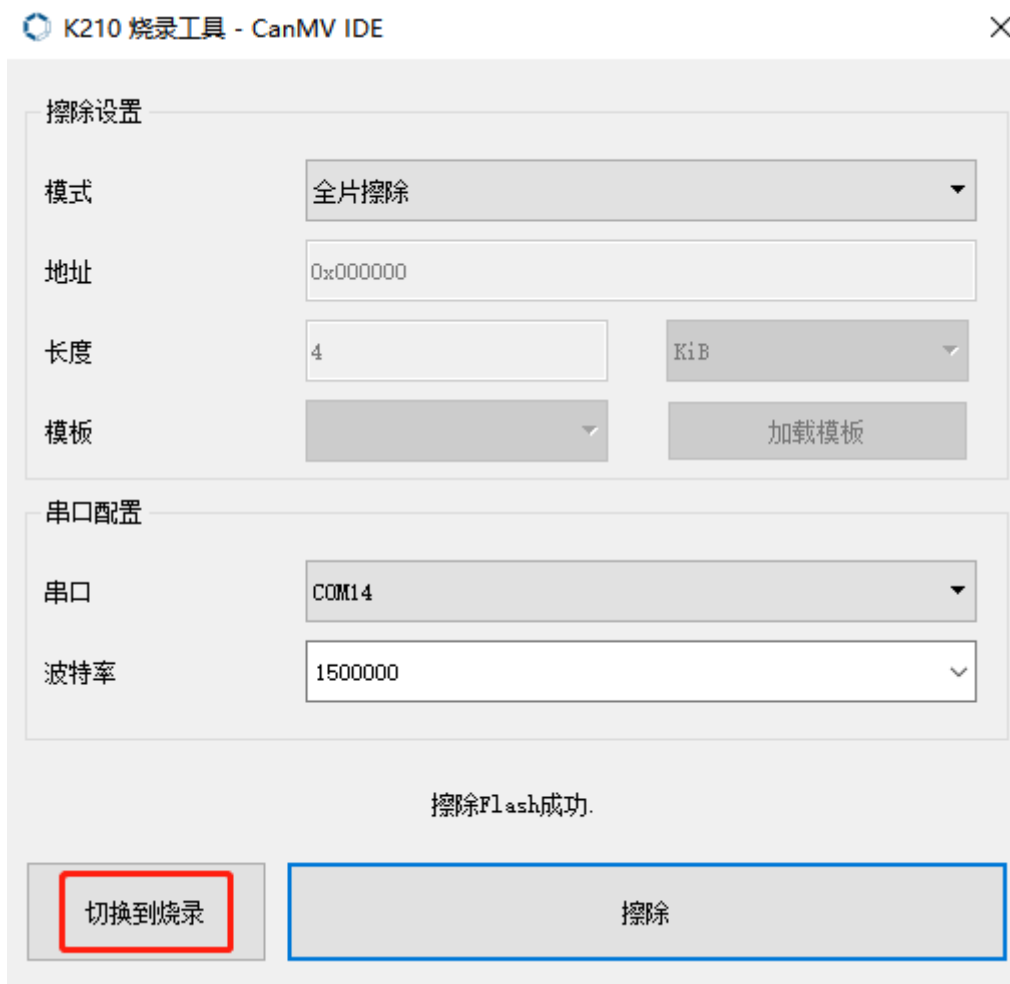 K210 烧录工具 - CanMV IDE
擦除设置
模式 全片擦除
地址 0x000000
长度 4 KiB
模板 加载模板
串口配置
串口 COM14
波特率 1500000
擦除Flash成功.
切换到烧录 擦除